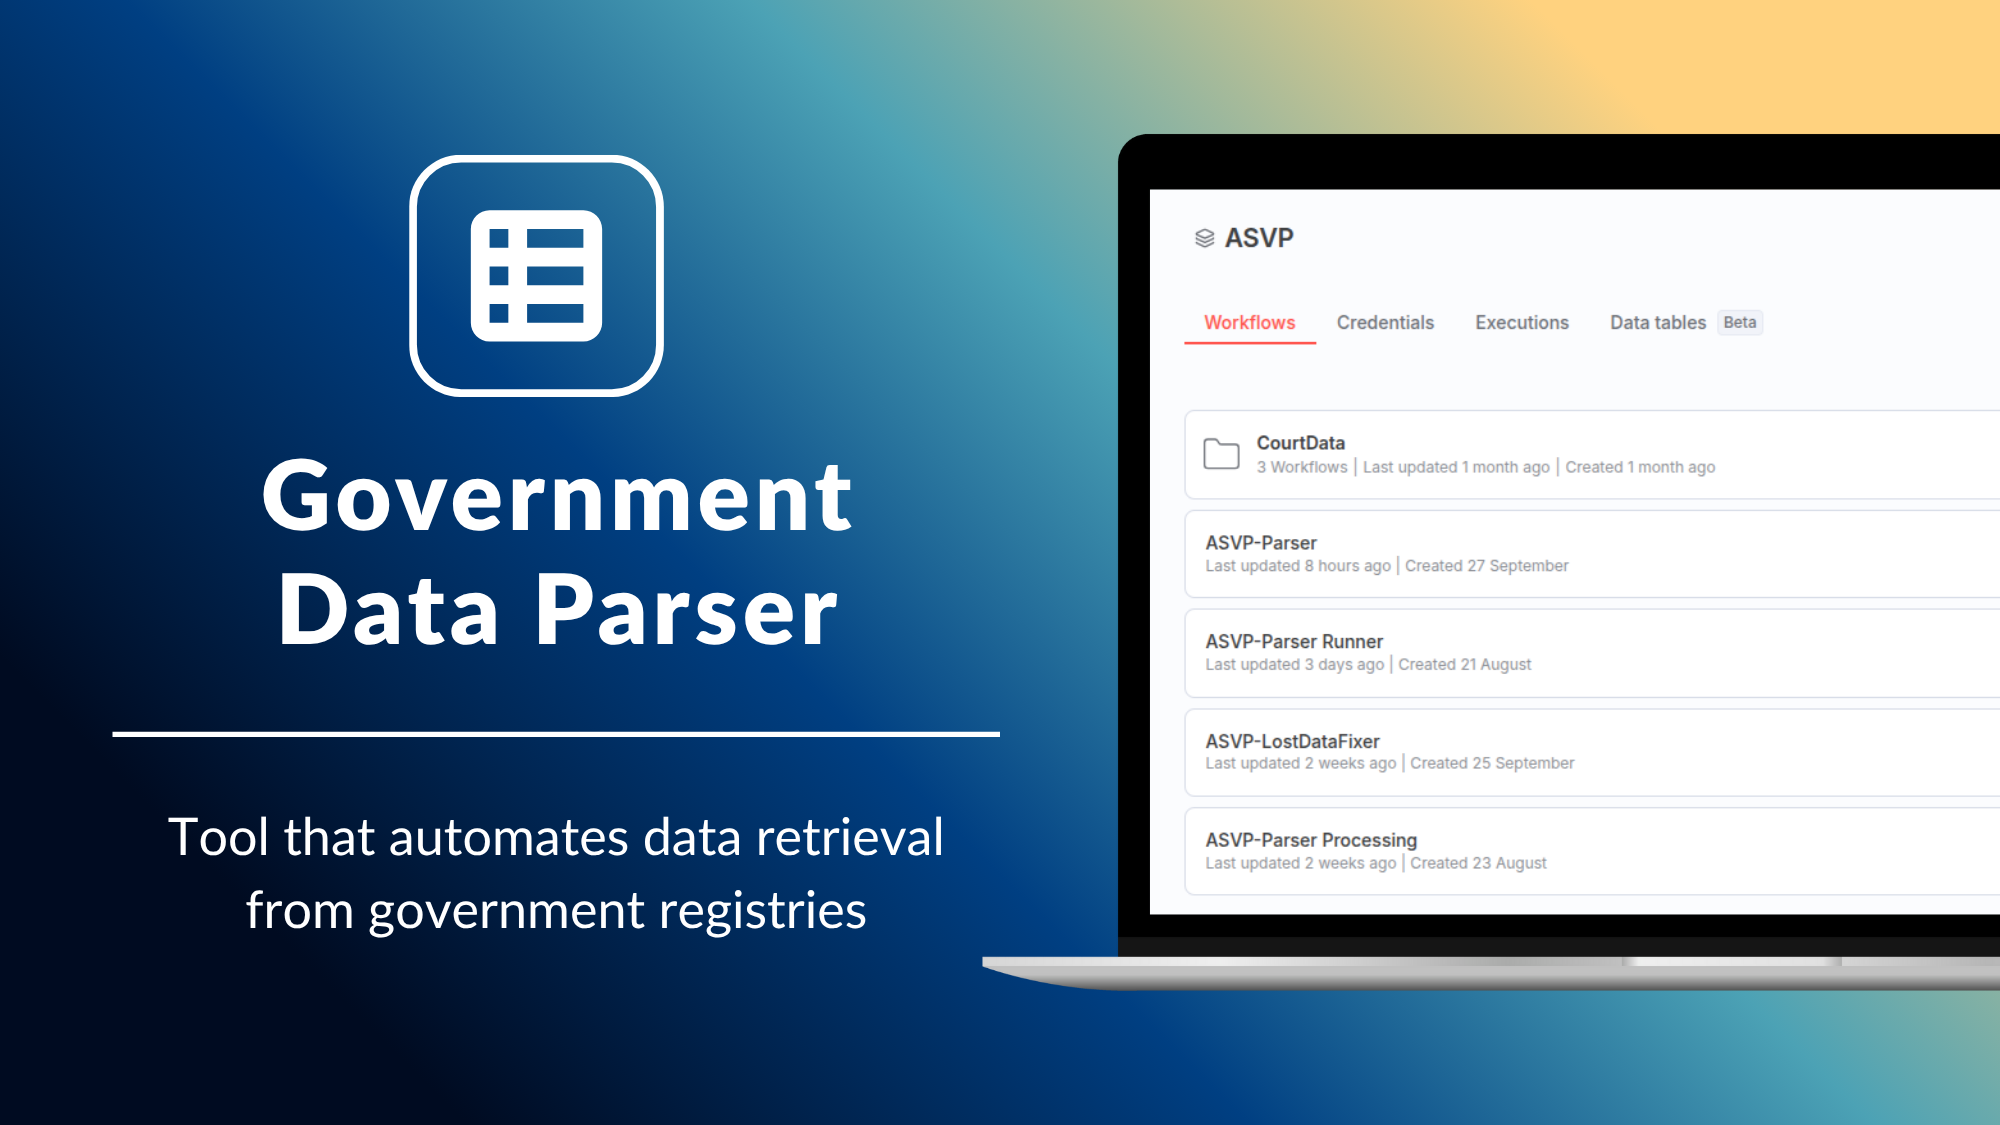 Government
Data Parser
Tool that automates data retrieval
from government registries
ASVP
Workflows Credentials Executions Data tables Beta
CourtData
3 Workflows | Last updated 1 month ago | Created 1 month ago
ASVP-Parser
Last updated 8 hours ago | Created 27 September
ASVP-Parser Runner
Last updated 3 days ago | Created 21 August
ASVP-LostDataFixer
Last updated 2 weeks ago | Created 25 September
ASVP-Parser Processing
Last updated 2 weeks ago | Created 23 August